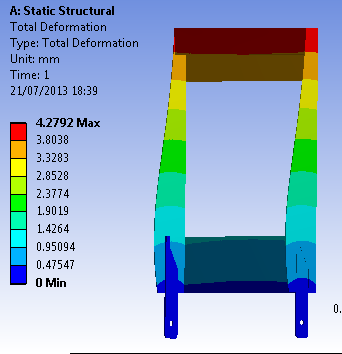 A: Static Structural
Total Deformation
Type: Total Deformation
Unit: mm
Time: 1
21/07/2013 18:39
4.2792 Max
3.8038
3.3283
2.8528
2.3774
1.9019
1.4264
0.95094
0.47547
0 Min
0.